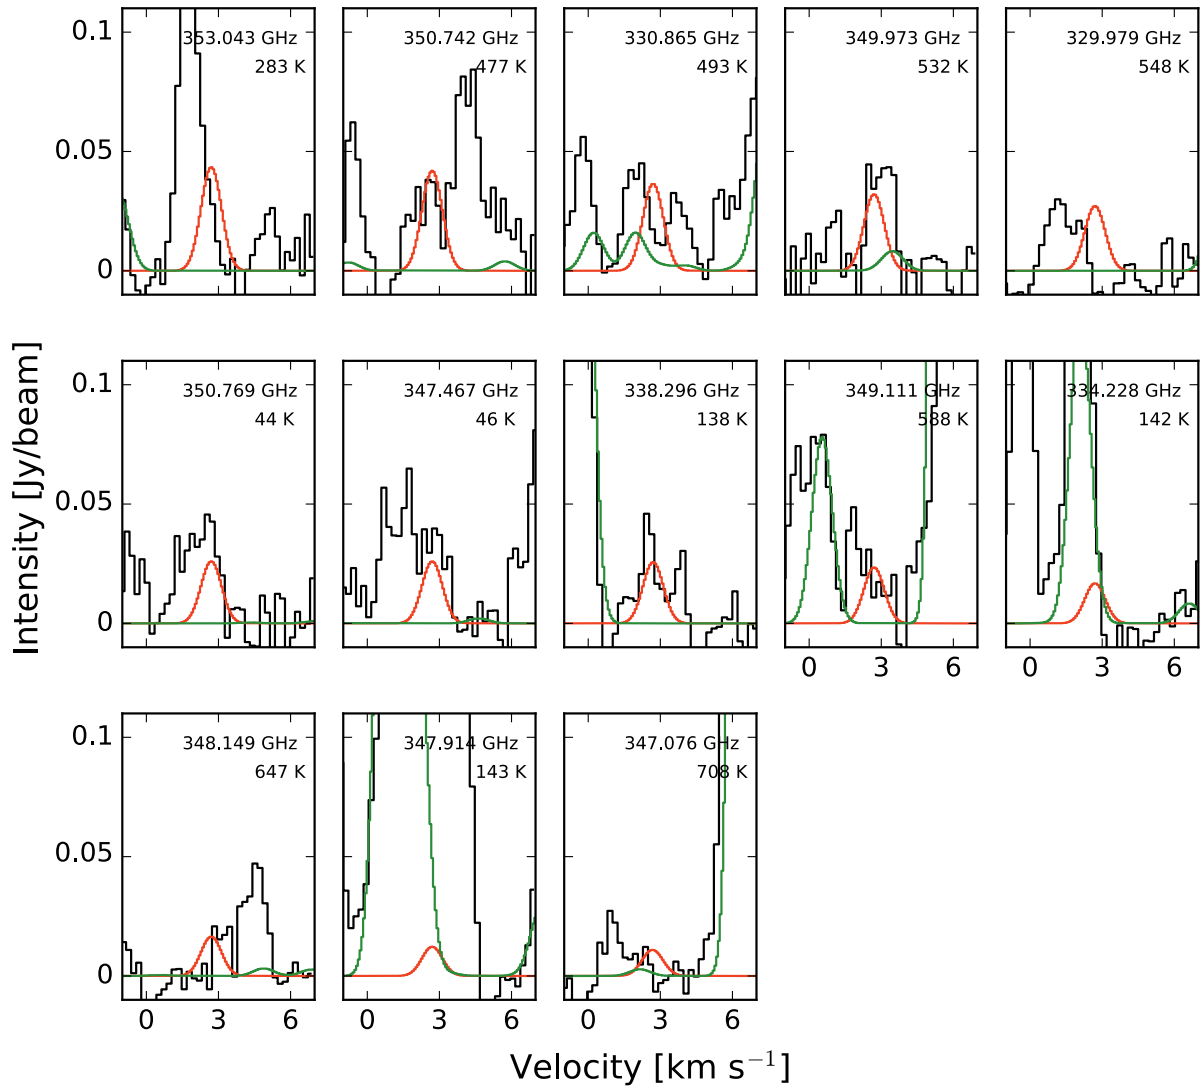 0.1
353.043 GHz
283 K
350.742 GHz
477 K
330.865 GHz
493 K
349.973 GHz
532 K
329.979 GHz
548 K
0.05
0
0.1
350.769 GHz
44 K
347.467 GHz
46 K
338.296 GHz
138 K
349.111 GHz
588 K
334.228 GHz
142 K
0.05
0
0 3 6
0 3 6
0.1
348.149 GHz
647 K
347.914 GHz
143 K
347.076 GHz
708 K
0.05
0
0 3 6
0 3 6
0 3 6
Intensity [Jy/beam]
Velocity [km s⁻¹]